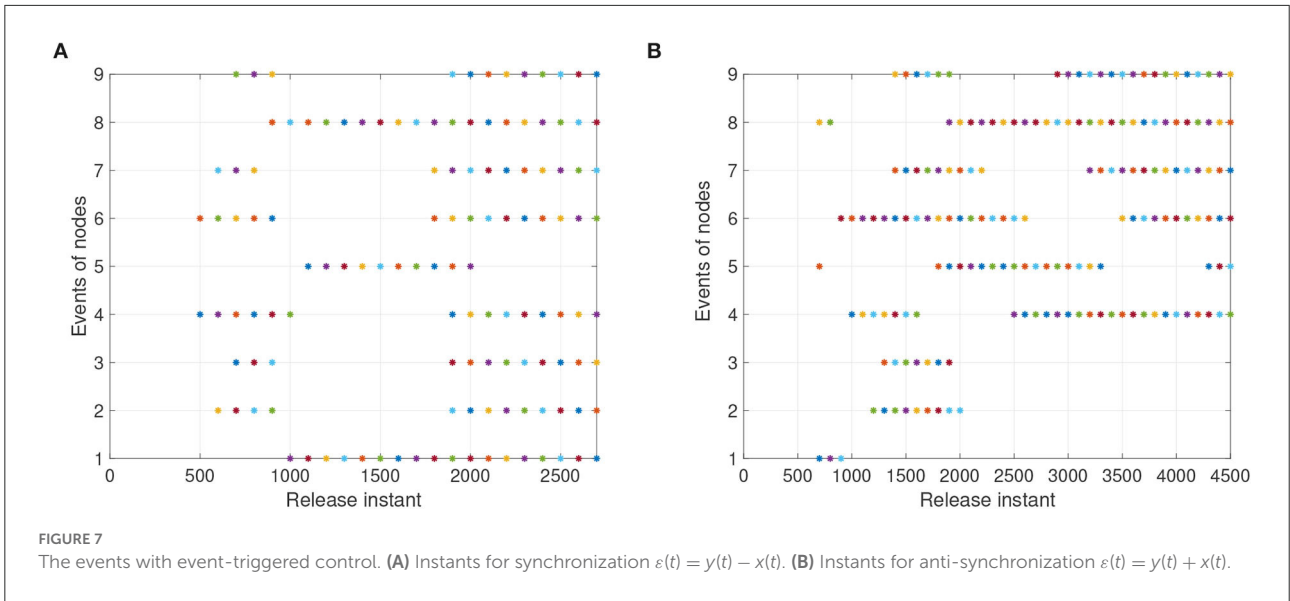 A
B
9
8
7
6
5
4
3
2
1
Events of nodes
0 500 1000 1500 2000 2500
Release instant
9
8
7
6
5
4
3
2
1
Events of nodes
0 500 1000 1500 2000 2500 3000 3500 4000 4500
Release instant
FIGURE 7
The events with event-triggered control. (A) Instants for synchronization ε(t) = y(t) − x(t). (B) Instants for anti-synchronization ε(t) = y(t) + x(t).